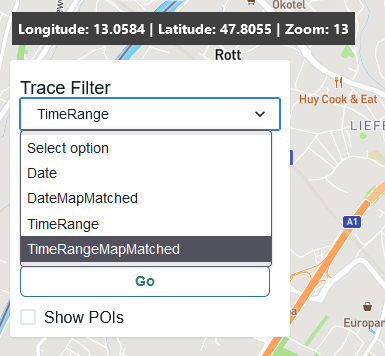 Okotel
Longitude: 13.0584 | Latitude: 47.8055 | Zoom: 13
Rott
Trace Filter
Huy Cook & Eat
TimeRange
LIEFE
Select option
Date
DateMapMatched
TimeRange
A1
TimeRangeMapMatched
Go
Show POIs
Europar